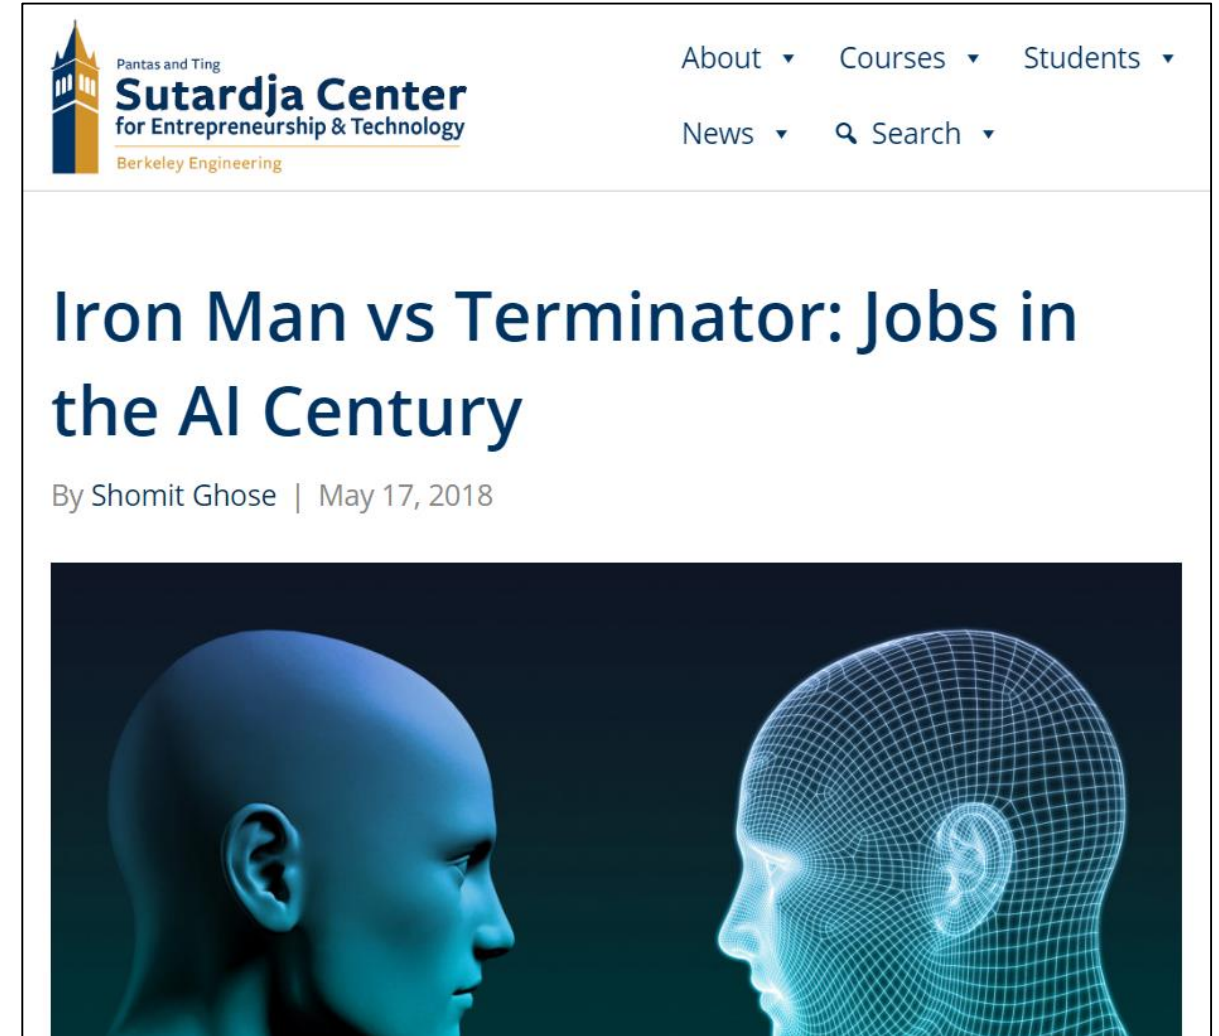 Pantas and Ting
Sutardja Center
for Entrepreneurship & Technology
Berkeley Engineering
About ▾ Courses ▾ Students ▾
News ▾ Search ▾
Iron Man vs Terminator: Jobs in
the AI Century
By Shomit Ghose | May 17, 2018